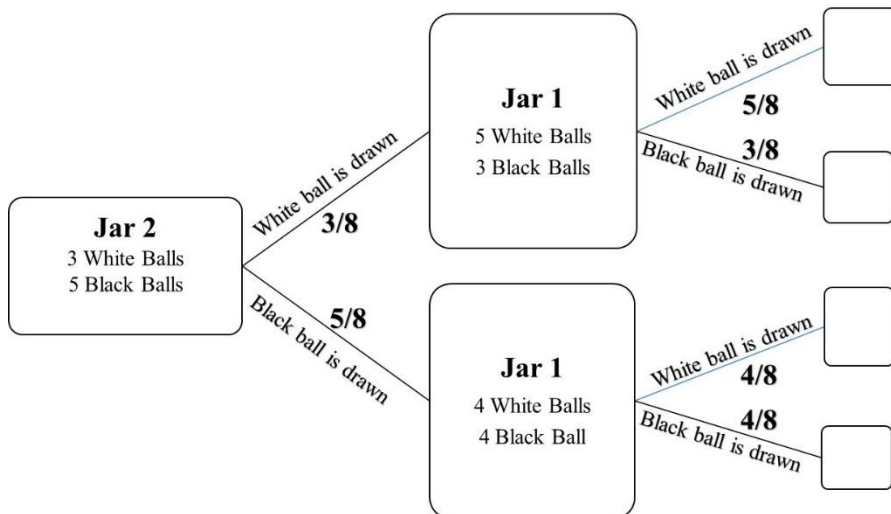 Jar 2
3 White Balls
5 Black Balls
White ball is drawn
3/8
5/8
Black ball is drawn
Jar 1
5 White Balls
3 Black Balls
White ball is drawn
5/8
3/8
Black ball is drawn
Jar 1
4 White Balls
4 Black Ball
White ball is drawn
4/8
4/8
Black ball is drawn